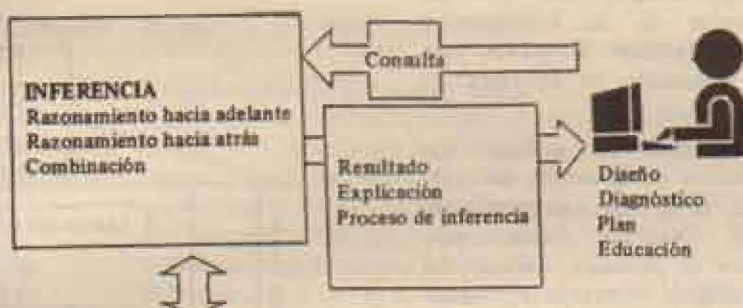 Consulta
INFERENCIA
Razonamiento hacia adelante
Razonamiento hacia atrás
Combinación
Resultado
Explicación
Proceso de inferencia
Diseño
Diagnóstico
Plan
Educación